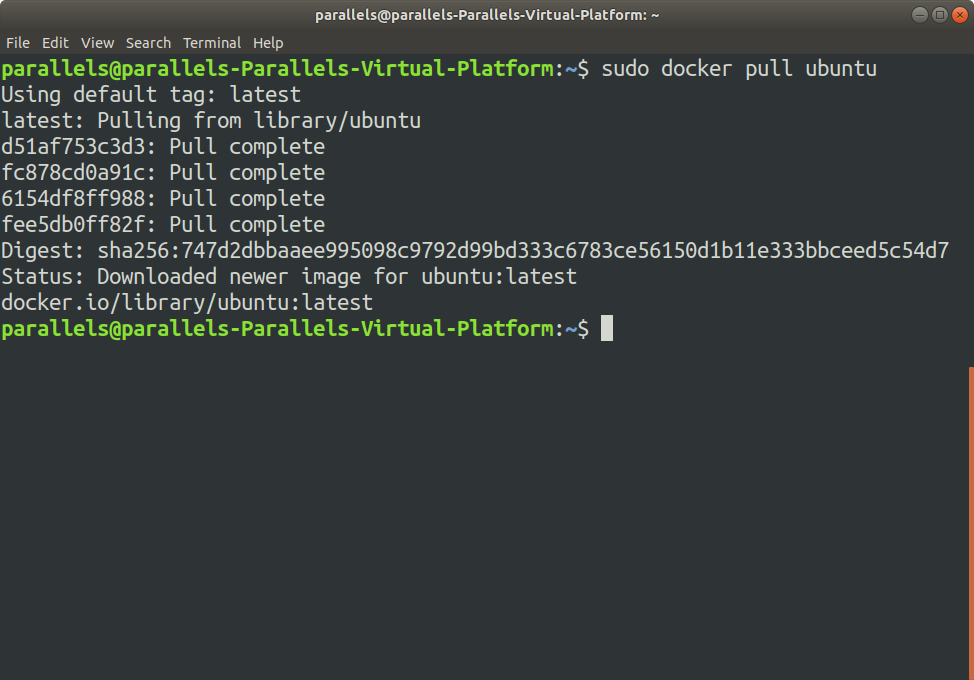 parallels@parallels-Parallels-Virtual-Platform: ~
File Edit View Search Terminal Help
parallels@parallels-Parallels-Virtual-Platform:~$ sudo docker pull ubuntu
Using default tag: latest
latest: Pulling from library/ubuntu
d51af753c3d3: Pull complete
fc878cd0a91c: Pull complete
6154df8ff988: Pull complete
fee5db0ff82f: Pull complete
Digest: sha256:747d2dbbaaee995098c9792d99bd333c6783ce56150d1b11e333bbceed5c54d7
Status: Downloaded newer image for ubuntu:latest
docker.io/library/ubuntu:latest
parallels@parallels-Parallels-Virtual-Platform:~$